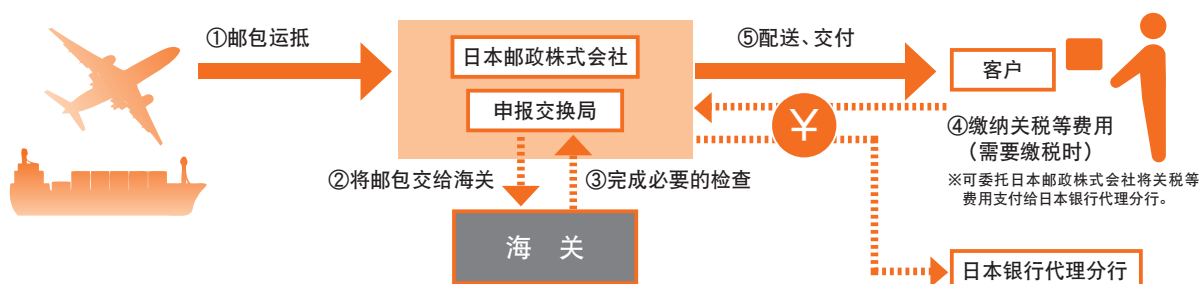 ①邮包运抵
日本邮政株式会社
申报交换局
②将邮包交给海关
③完成必要的检查
海 关
⑤配送、交付
客户
¥
④缴纳关税等费用
（需要缴税时）
※可委托日本邮政株式会社将关税等
费用支付给日本银行代理分行。
日本银行代理分行